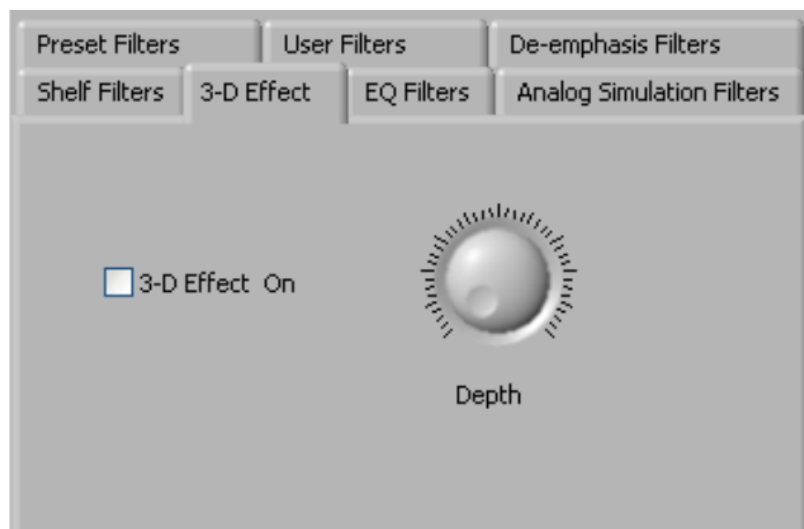 Preset Filters
User Filters
De-emphasis Filters
Shelf Filters
3-D Effect
EQ Filters
Analog Simulation Filters
3-D Effect On
Depth